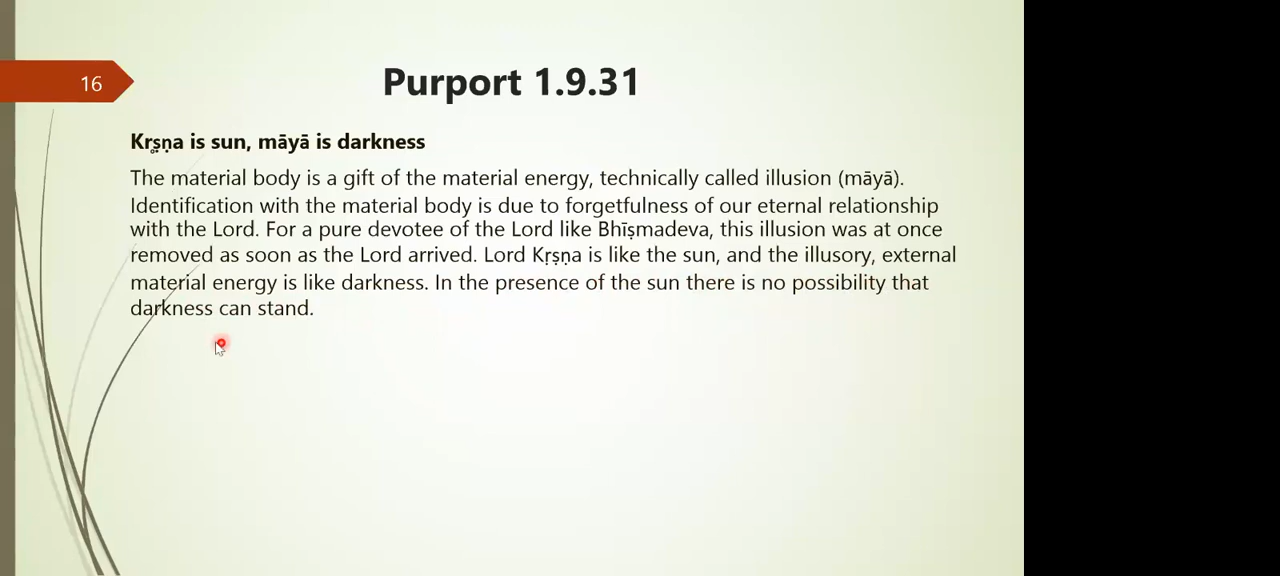 16
Purport 1.9.31
Kṛṣṇa is sun, māyā is darkness
The material body is a gift of the material energy, technically called illusion (māyā).
Identification with the material body is due to forgetfulness of our eternal relationship
with the Lord. For a pure devotee of the Lord like Bhīṣmadeva, this illusion was at once
removed as soon as the Lord arrived. Lord Kṛṣṇa is like the sun, and the illusory, external
material energy is like darkness. In the presence of the sun there is no possibility that
darkness can stand.